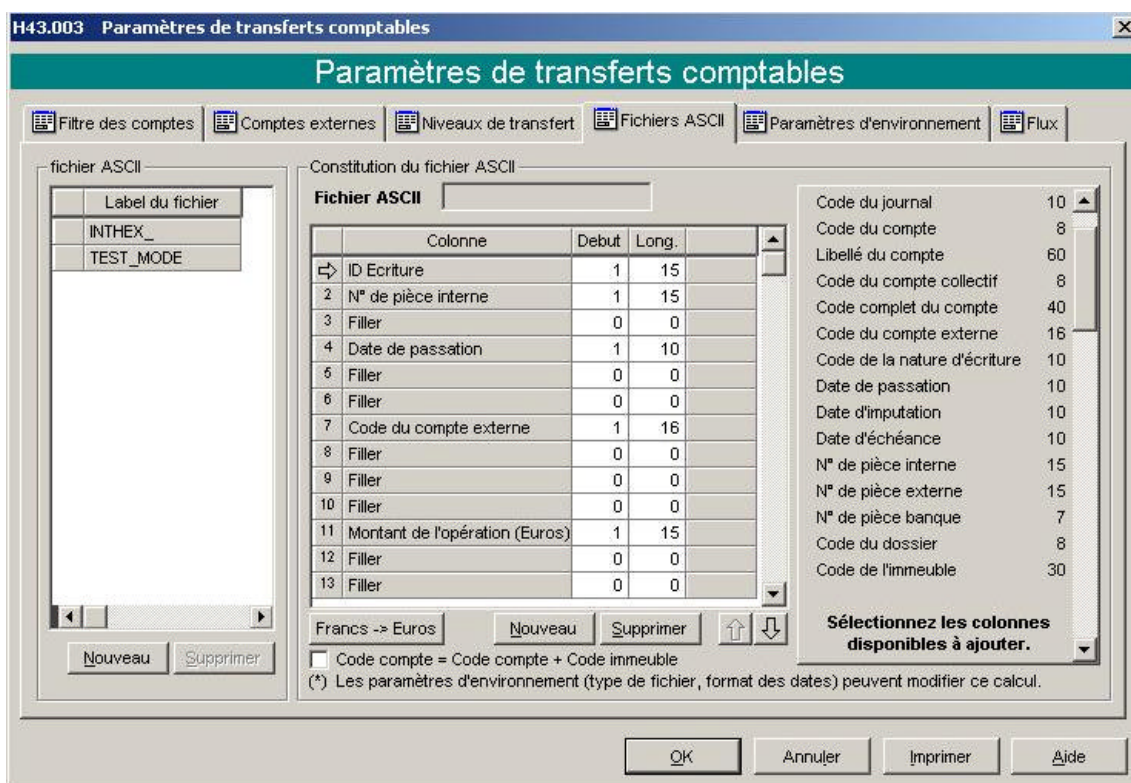 H43.003 Paramètres de transferts comptables
Paramètres de transferts comptables
Filtre des comptes Comptes externes Niveaux de transfert Fichiers ASCII Paramètres d'environnement Flux
fichier ASCII
Label du fichier
INTHEX_
TEST_MODE
Nouveau Supprimer
Constitution du fichier ASCII
Fichier ASCII
Colonne Debut Long.
ID Ecriture 1 15
2 N° de pièce interne 1 15
3 Filler 0 0
4 Date de passation 1 10
5 Filler 0 0
6 Filler 0 0
7 Code du compte externe 1 16
8 Filler 0 0
9 Filler 0 0
10 Filler 0 0
11 Montant de l'opération (Euros) 1 15
12 Filler 0 0
13 Filler 0 0
Francs -> Euros Nouveau Supprimer
Code compte = Code compte + Code immeuble
(*) Les paramètres d'environnement (type de fichier, format des dates) peuvent modifier ce calcul.
Code du journal 10
Code du compte 8
Libellé du compte 60
Code du compte collectif 8
Code complet du compte 40
Code du compte externe 16
Code de la nature d'écriture 10
Date de passation 10
Date d'imputation 10
Date d'échéance 10
N° de pièce interne 15
N° de pièce externe 15
N° de pièce banque 7
Code du dossier 8
Code de l'immeuble 30
Sélectionnez les colonnes
disponibles à ajouter.
OK Annuler Imprimer Aide